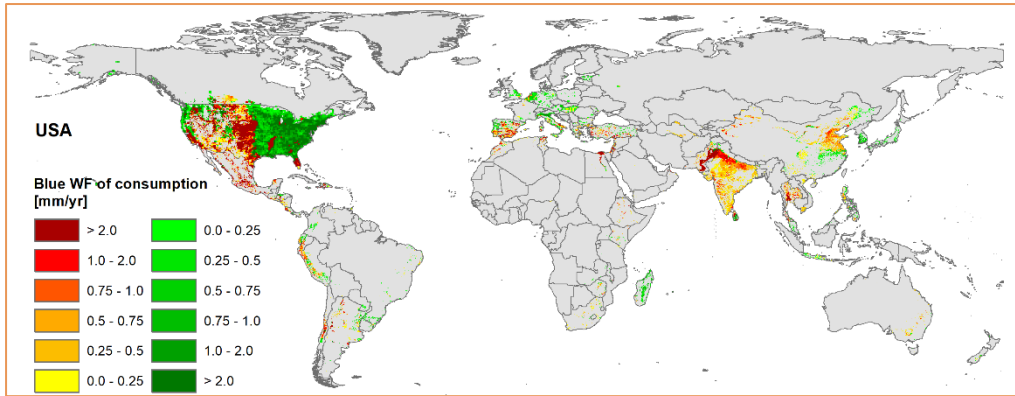 USA
Blue WF of consumption
[mm/yr]
> 2.0 0.0 - 0.25
1.0 - 2.0 0.25 - 0.5
0.75 - 1.0 0.5 - 0.75
0.5 - 0.75 0.75 - 1.0
0.25 - 0.5 1.0 - 2.0
0.0 - 0.25 > 2.0